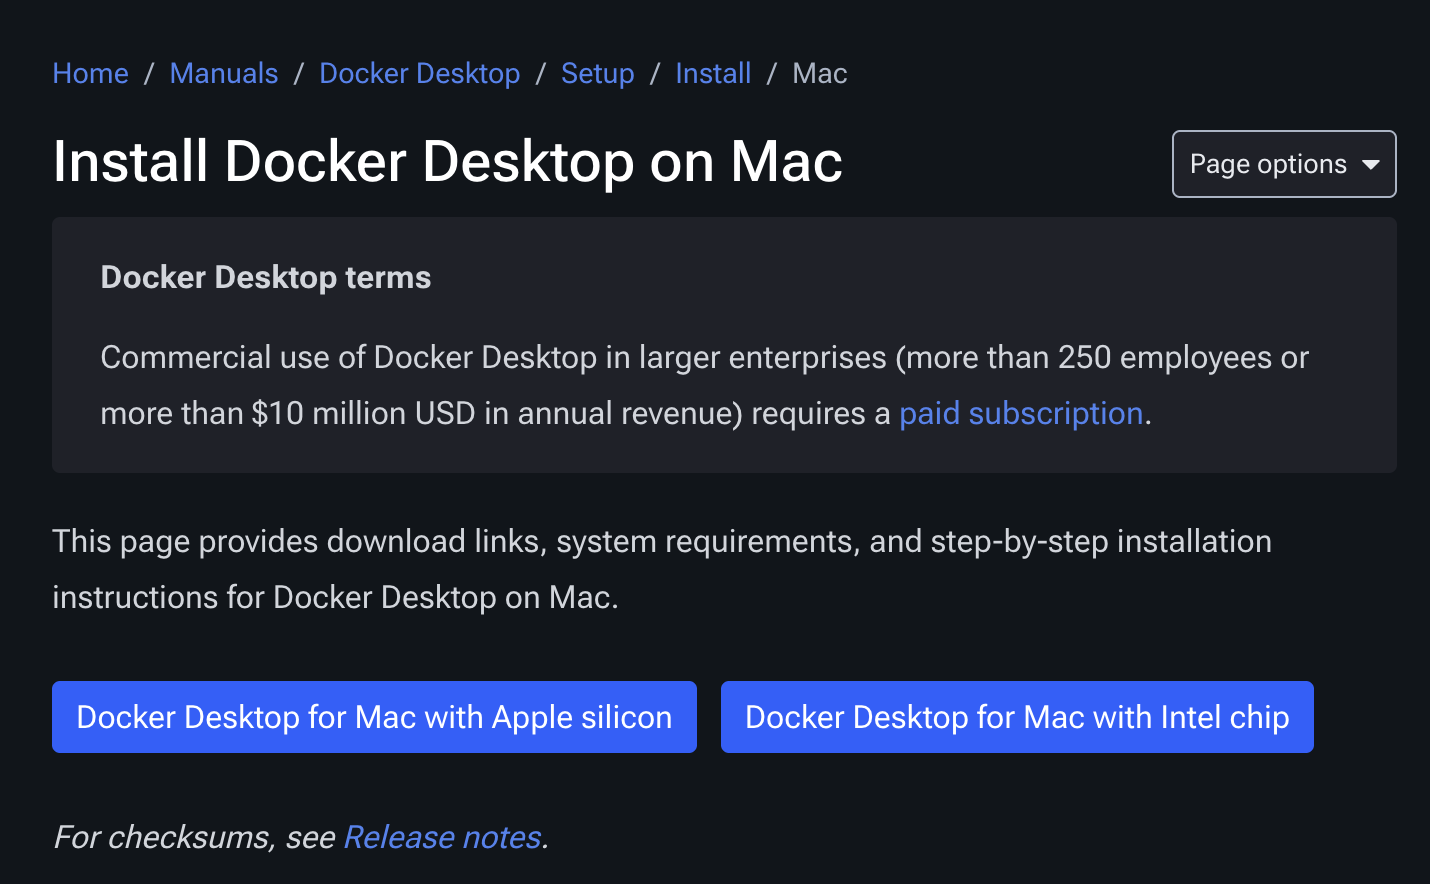 Home / Manuals / Docker Desktop / Setup / Install / Mac
Install Docker Desktop on Mac
Page options
Docker Desktop terms
Commercial use of Docker Desktop in larger enterprises (more than 250 employees or
more than $10 million USD in annual revenue) requires a paid subscription.
This page provides download links, system requirements, and step-by-step installation
instructions for Docker Desktop on Mac.
Docker Desktop for Mac with Apple silicon
Docker Desktop for Mac with Intel chip
For checksums, see Release notes.